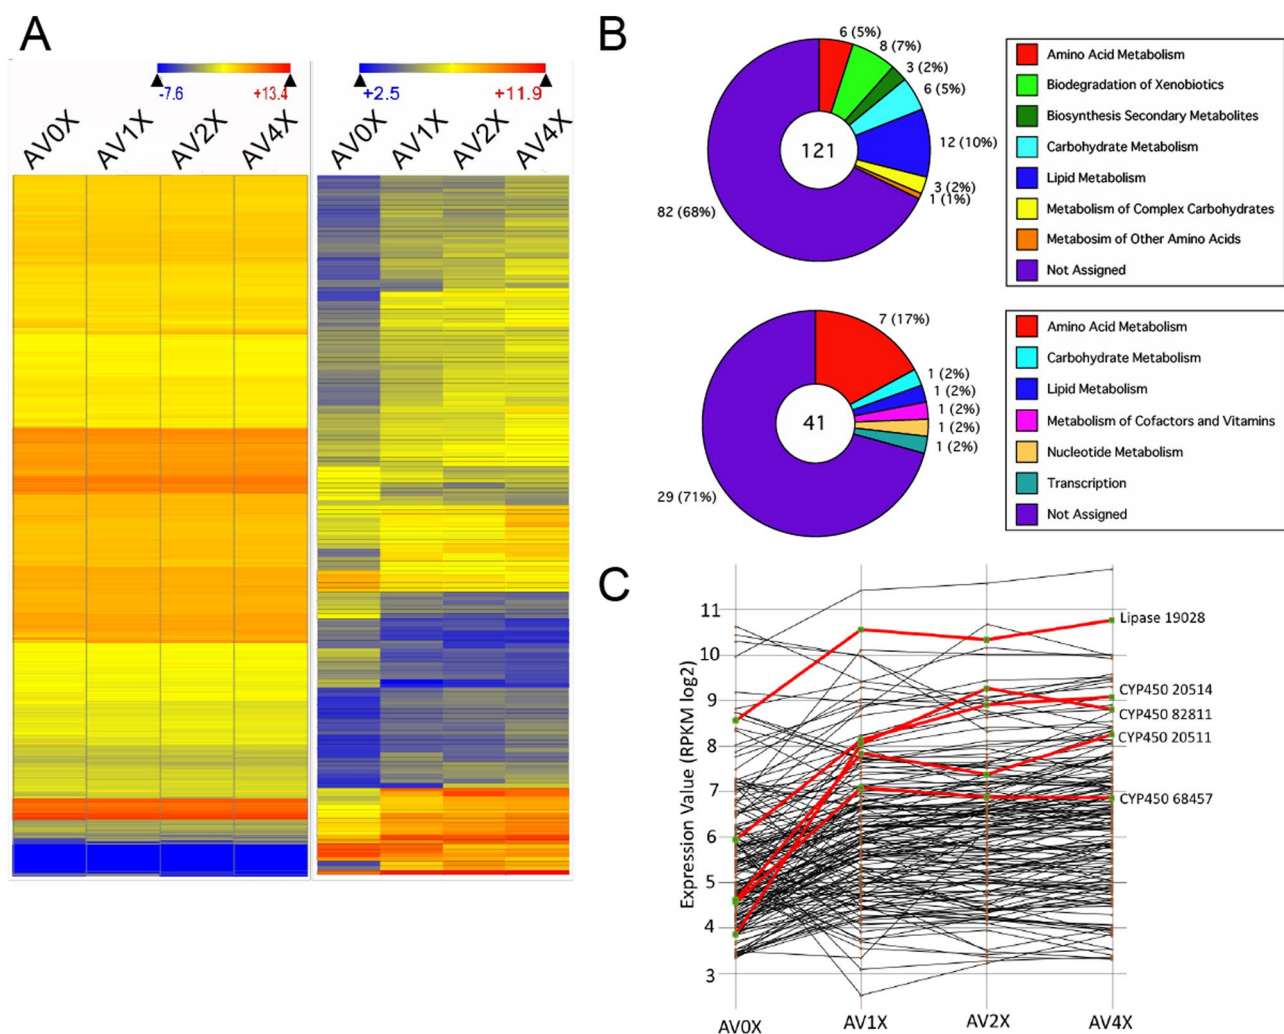 A
-7.6 +13.4
+2.5 +11.9
AV0X AV1X AV2X AV4X
AV0X AV1X AV2X AV4X
B
6 (5%)
8 (7%)
3 (2%)
6 (5%)
12 (10%)
3 (2%)
1 (1%)
82 (68%)
121
Amino Acid Metabolism
Biodegradation of Xenobiotics
Biosynthesis Secondary Metabolites
Carbohydrate Metabolism
Lipid Metabolism
Metabolism of Complex Carbohydrates
Metabosim of Other Amino Acids
Not Assigned
7 (17%)
1 (2%)
1 (2%)
1 (2%)
1 (2%)
1 (2%)
29 (71%)
41
Amino Acid Metabolism
Carbohydrate Metabolism
Lipid Metabolism
Metabolism of Cofactors and Vitamins
Nucleotide Metabolism
Transcription
Not Assigned
C
Expression Value (RPKM log2)
11
10
9
8
7
6
5
4
3
Lipase 19028
CYP450 20514
CYP450 82811
CYP450 20511
CYP450 68457
AV0X AV1X AV2X AV4X